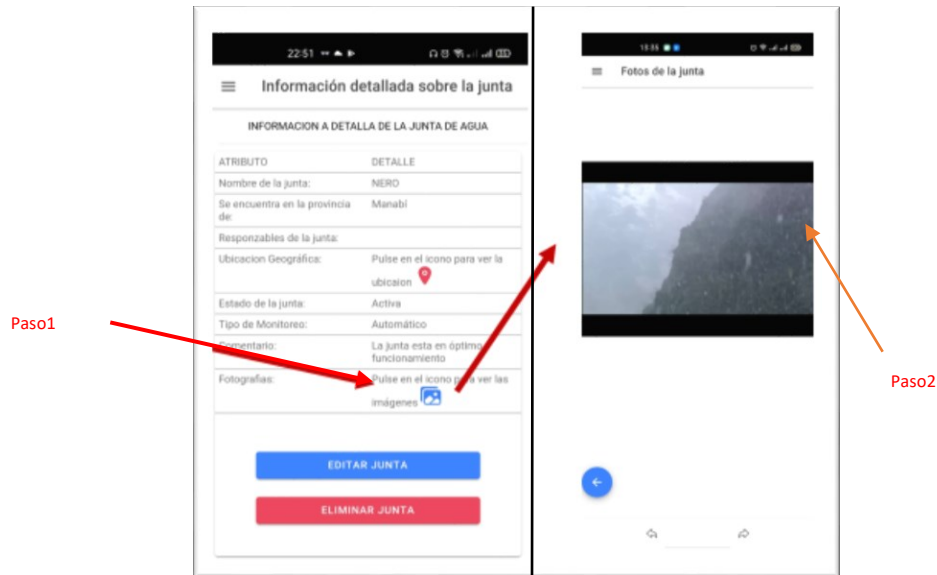 22:51
Información detallada sobre la junta
INFORMACION A DETALLA DE LA JUNTA DE AGUA
ATRIBUTO DETALLE
Nombre de la junta: NERO
Se encuentra en la provincia de: Manabí
Responzables de la junta:
Ubicacion Geográfica: Pulse en el icono para ver la
ubicaion
Estado de la junta: Activa
Tipo de Monitoreo: Automático
Comentario: La junta esta en óptimo
funcionamiento
Fotografias: Pulse en el icono para ver las
imágenes
EDITAR JUNTA
ELIMINAR JUNTA
Paso1
13:35
Fotos de la junta
Paso2